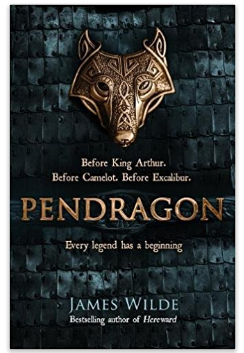 Before King Arthur.
Before Camelot. Before Excalibur.
PENDRAGON
Every legend has a beginning
JAMES WILDE
Bestselling author of Hereward